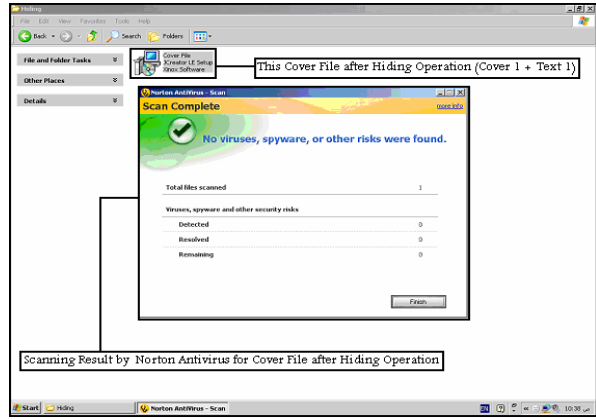 Hiding
File Edit View Favorites Tools Help
Back Search Folders
File and Folder Tasks
Other Places
Details
Cover File
JCreator LE Setup
Xinox Software
This Cover File after Hiding Operation (Cover 1 + Text 1)
Norton AntiVirus - Scan
Scan Complete
more info
No viruses, spyware, or other risks were found.
Total files scanned 1
Viruses, spyware and other security risks
Detected 0
Resolved 0
Remaining 0
Finish
Scanning Result by Norton Antivirus for Cover File after Hiding Operation
Start Hiding Norton AntiVirus - Scan EN 10:38 ص